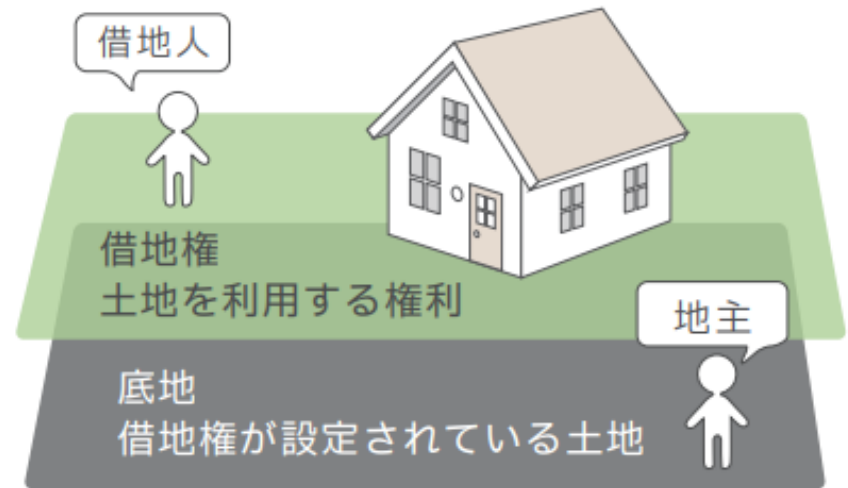 借地人
借地権
土地を利用する権利
地主
底地
借地権が設定されている土地